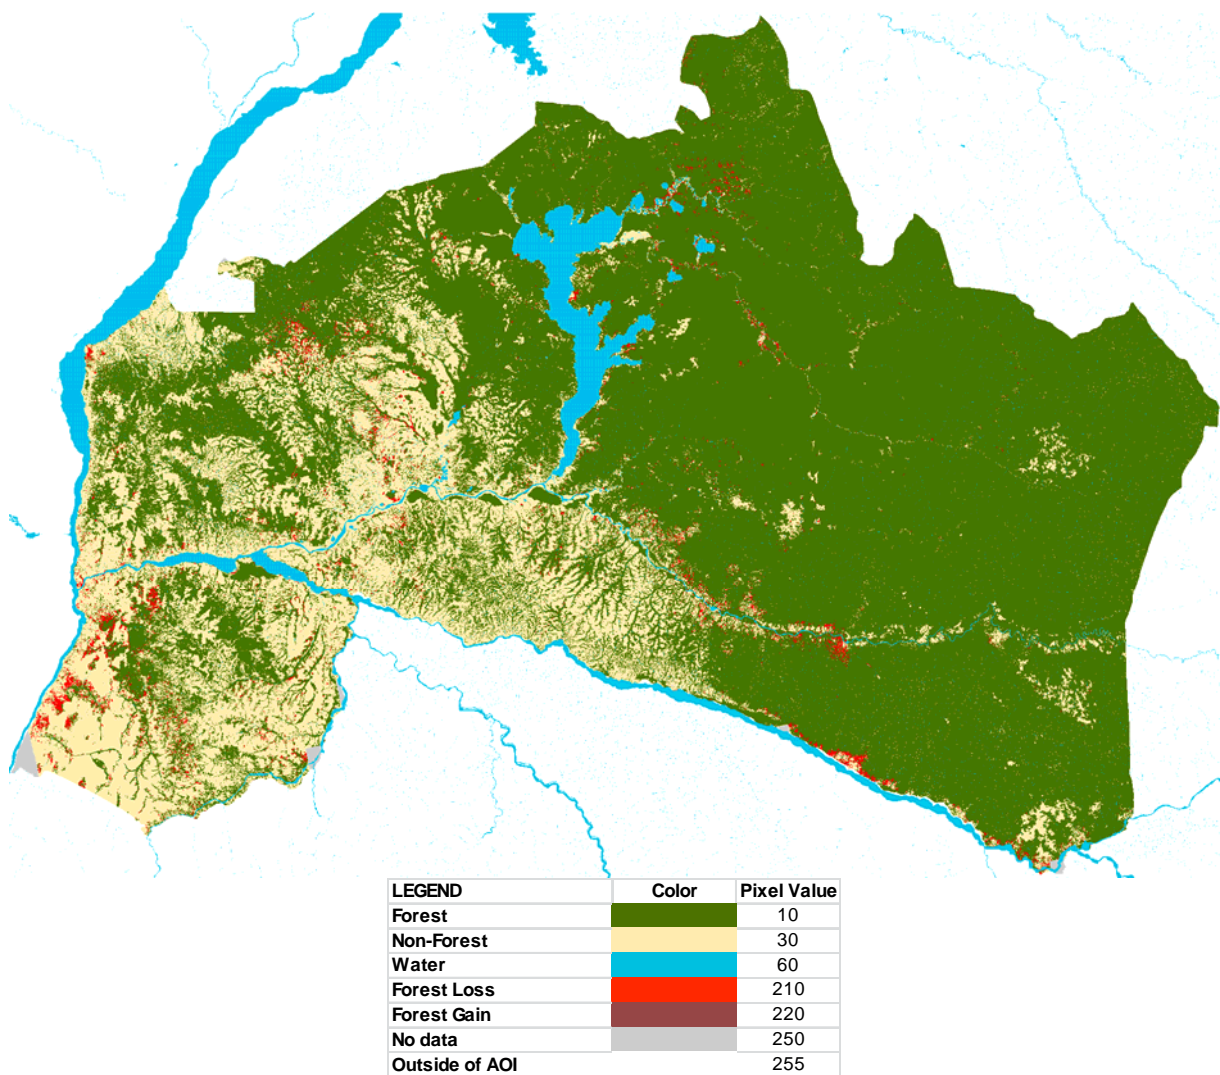 LEGEND Color Pixel Value
Forest 10
Non-Forest 30
Water 60
Forest Loss 210
Forest Gain 220
No data 250
Outside of AOI 255